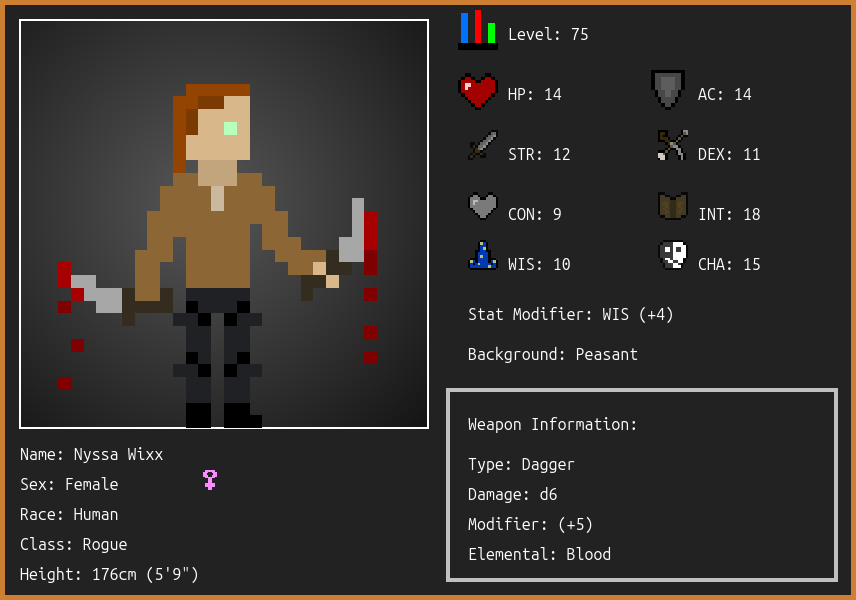 Level: 75
HP: 14
AC: 14
STR: 12
DEX: 11
CON: 9
INT: 18
WIS: 10
CHA: 15
Stat Modifier: WIS (+4)
Background: Peasant
Weapon Information:
Type: Dagger
Damage: d6
Modifier: (+5)
Elemental: Blood
Name: Nyssa Wixx
Sex: Female
Race: Human
Class: Rogue
Height: 176cm (5'9")